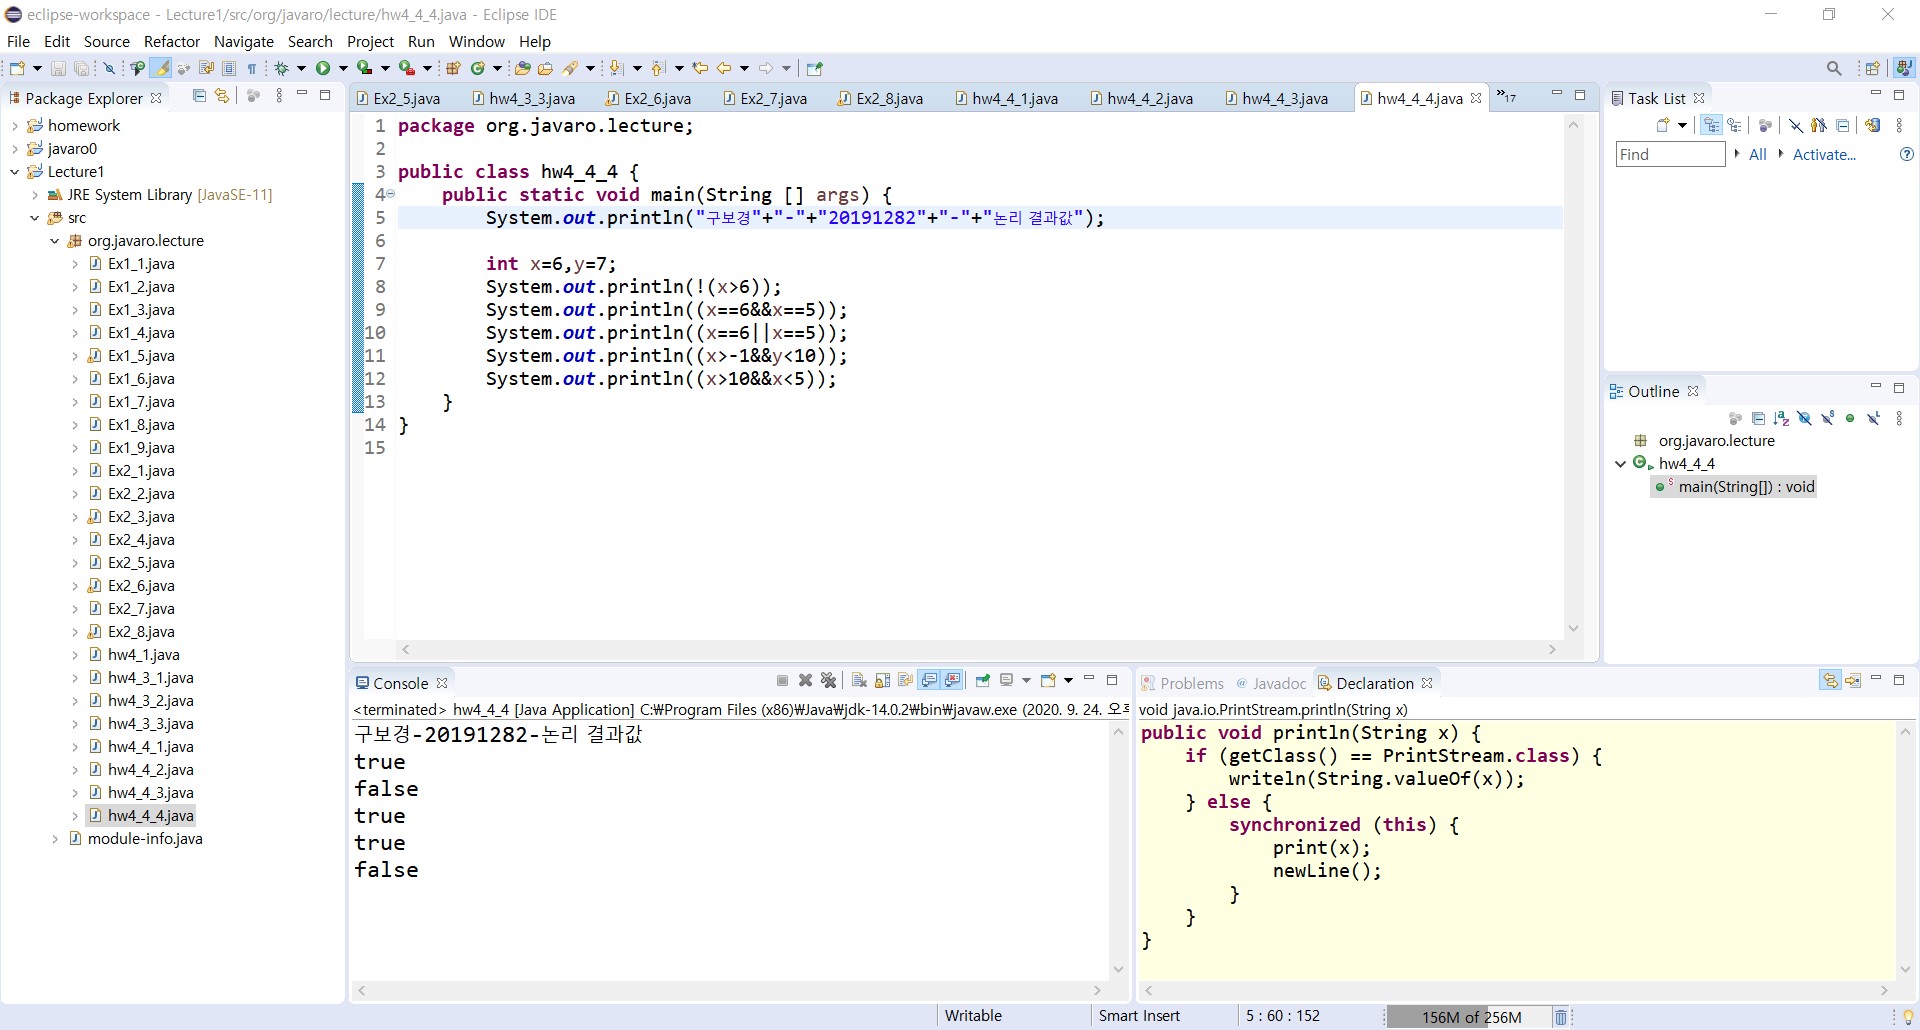 eclipse-workspace - Lecture1/src/org/javaro/lecture/hw4_4_4.java - Eclipse IDE
File Edit Source Refactor Navigate Search Project Run Window Help
Package Explorer
homework
javaro0
Lecture1
JRE System Library [JavaSE-11]
src
org.javaro.lecture
Ex1_1.java
Ex1_2.java
Ex1_3.java
Ex1_4.java
Ex1_5.java
Ex1_6.java
Ex1_7.java
Ex1_8.java
Ex1_9.java
Ex2_1.java
Ex2_2.java
Ex2_3.java
Ex2_4.java
Ex2_5.java
Ex2_6.java
Ex2_7.java
Ex2_8.java
hw4_1.java
hw4_3_1.java
hw4_3_2.java
hw4_3_3.java
hw4_4_1.java
hw4_4_2.java
hw4_4_3.java
hw4_4_4.java
module-info.java
Ex2_5.java hw4_3_3.java Ex2_6.java Ex2_7.java Ex2_8.java hw4_4_1.java hw4_4_2.java hw4_4_3.java hw4_4_4.java »17
1 package org.javaro.lecture;
2
3 public class hw4_4_4 {
4 public static void main(String [] args) {
5 System.out.println("구보경"+"-"+"20191282"+"-"+"논리 결과값");
6
7 int x=6,y=7;
8 System.out.println(!(x>6));
9 System.out.println((x==6&&x==5));
10 System.out.println((x==6||x==5));
11 System.out.println((x>-1&&y<10));
12 System.out.println((x>10&&x<5));
13 }
14 }
15
Console
<terminated> hw4_4_4 [Java Application] C:₩Program Files (x86)₩Java₩jdk-14.0.2₩bin₩javaw.exe (2020. 9. 24.
구보경-20191282-논리 결과값
true
false
true
true
false
Problems @ Javadoc Declaration
void java.io.PrintStream.println(String x)
public void println(String x) {
if (getClass() == PrintStream.class) {
writeln(String.valueOf(x));
} else {
synchronized (this) {
print(x);
newLine();
}
}
}
Task List
Find All Activate...
Outline
org.javaro.lecture
hw4_4_4
main(String[]) : void
Writable Smart Insert 5 : 60 : 152 156M of 256M